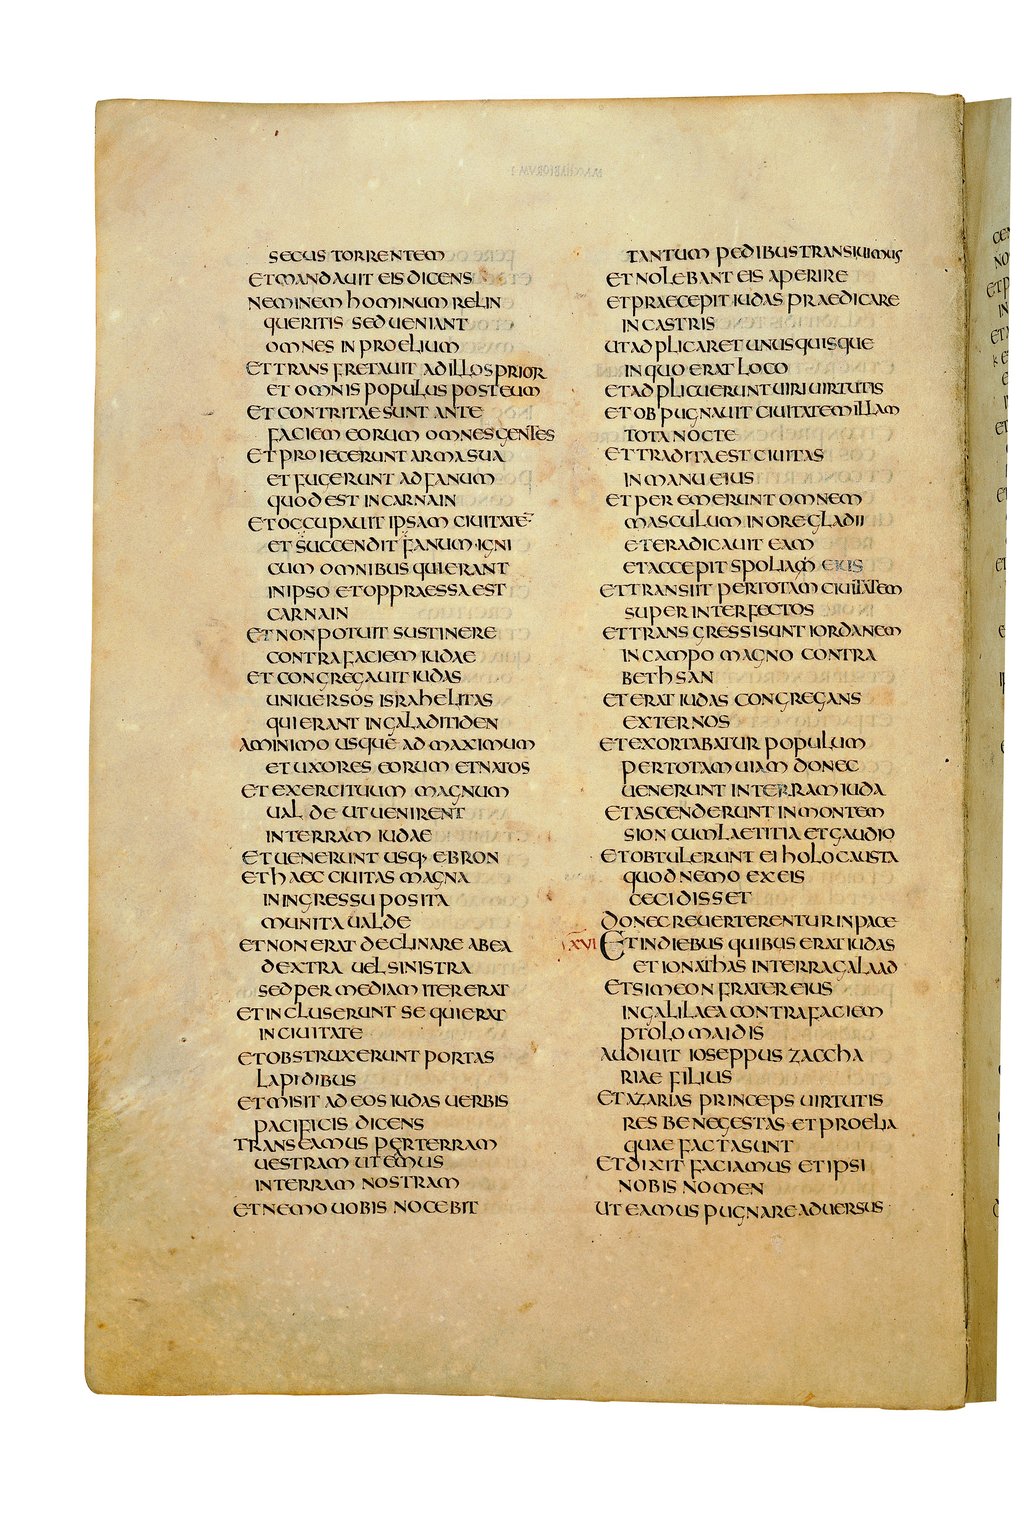 SECUS TORRENTEM
ET MANDAUIT EIS DICENS
NEMINEM HOMINUM RELIN
QUERITIS SED UENIANT
OMNES IN PROELIUM
ET TRANSFRETAUIT AD ILLOS PRIOR
ET OMNIS POPULUS POST EUM
ET CONTRITAE SUNT ANTE
FACIEM EORUM OMNES GENTES
ET PROIECERUNT ARMA SUA
ET FUGERUNT AD FANUM
QUOD EST IN CARNAIN
ET OCCUPAUIT IPSAM CIUITATĒ
ET SUCCENDIT FANUM IGNI
CUM OMNIBUS QUI ERANT
IN IPSO ET OPPRAESSA EST
CARNAIN
ET NON POTUIT SUSTINERE
CONTRA FACIEM IUDAE
ET CONGREGAUIT IUDAS
UNIUERSOS ISRAHELITAS
QUI ERANT IN GALADITIDEN
A MINIMO USQUE AD MAXIMUM
ET UXORES EORUM ET NATOS
ET EXERCITUUM MAGNUM
UALDE UT UENIRENT
IN TERRAM IUDAE
ET UENERUNT USQ· EBRON
ET HAEC CIUITAS MAGNA
IN INGRESSU POSITA
MUNITA UALDE
ET NON ERAT DECLINARE AB EA
DEXTRA UEL SINISTRA
SED PER MEDIAM ITER ERAT
ET INCLUSERUNT SE QUI ERAT
IN CIUITATE
ET OBSTRUXERUNT PORTAS
LAPIDIBUS
ET MISIT AD EOS IUDAS UERBIS
PACIFICIS DICENS
TRANSEAMUS PER TERRAM
UESTRAM UT EAMUS
IN TERRAM NOSTRAM
ET NEMO UOBIS NOCEBIT
TANTUM PEDIBUS TRANSIUIMUS
ET NOLEBANT EIS APERIRE
ET PRAECEPIT IUDAS PRAEDICARE
IN CASTRIS
UT ADPLICARET UNUSQUISQUE
IN QUO ERAT LOCO
ET ADPLICUERUNT UIRI UIRTUTIS
ET OBPUGNAUIT CIUITATEM ILLAM
TOTA NOCTE
ET TRADITA EST CIUITAS
IN MANU EIUS
ET PEREMERUNT OMNEM
MASCULUM IN ORE GLADII
ET ERADICAUIT EAM
ET ACCEPIT SPOLIA EIUS
ET TRANSIIT PER TOTAM CIUITATEM
SUPER INTERFECTOS
ET TRANSGRESSI SUNT IORDANEM
IN CAMPO MAGNO CONTRA
BETHSAN
ET ERAT IUDAS CONGREGANS
EXTERNOS
ET EXORTABATUR POPULUM
PER TOTAM UIAM DONEC
UENERUNT IN TERRAM IUDA
ET ASCENDERUNT IN MONTEM
SION CUM LAETITIA ET GAUDIO
ET OBTULERUNT EI HOLOCAUSTA
QUOD NEMO EX EIS
CECIDISSET
DONEC REUERTERENTUR IN PACE
XVI ET IN DIEBUS QUIBUS ERAT IUDAS
ET IONATHAS IN TERRA GALAAD
ET SIMEON FRATER EIUS
IN GALILAEA CONTRA FACIEM
PTOLOMAIDIS
AUDIUIT IOSEPPUS ZACCHA
RIAE FILIUS
ET AZARIAS PRINCEPS UIRTUTIS
RES BENE GESTAS ET PROELIA
QUAE FACTA SUNT
ET DIXIT FACIAMUS ET IPSI
NOBIS NOMEN
UT EAMUS PUGNARE ADUERSUS